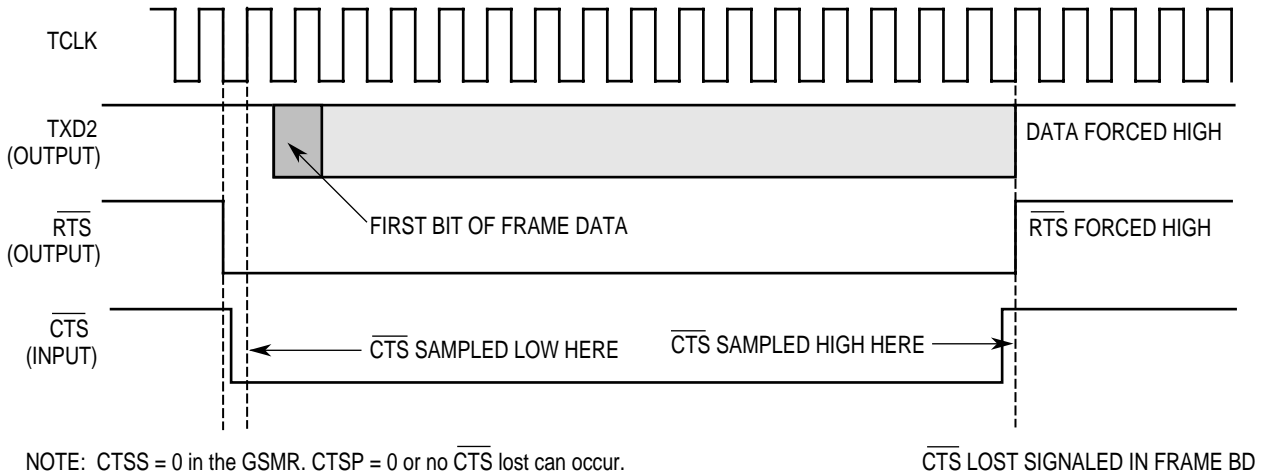 TCLK
TXD2
(OUTPUT)
DATA FORCED HIGH
FIRST BIT OF FRAME DATA
RTS
(OUTPUT)
RTS FORCED HIGH
CTS
(INPUT)
CTS SAMPLED LOW HERE
CTS SAMPLED HIGH HERE
NOTE: CTSS = 0 in the GSMR. CTSP = 0 or no CTS lost can occur.
CTS LOST SIGNALED IN FRAME BD